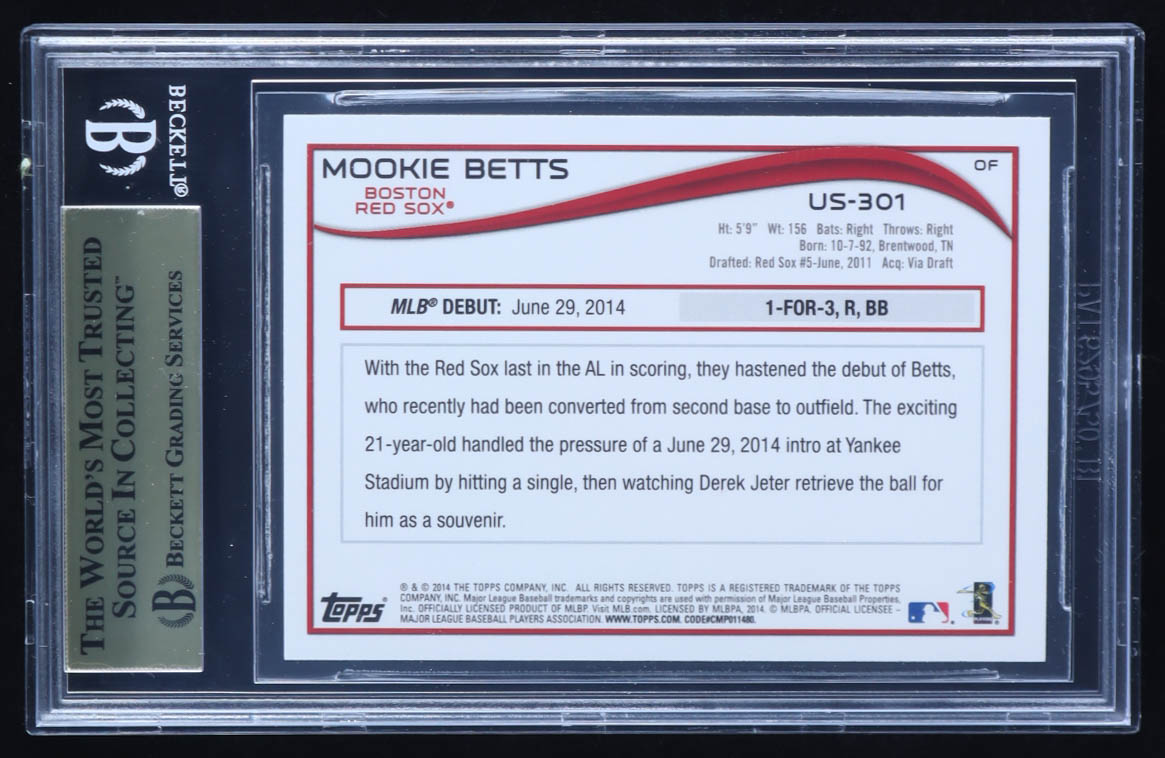 BECKETT®
B
THE WORLD'S MOST TRUSTED
SOURCE IN COLLECTING™
B BECKETT GRADING SERVICES
MOOKIE BETTS
BOSTON
RED SOX®
OF
US-301
Ht: 5'9" Wt: 156 Bats: Right Throws: Right
Born: 10-7-92, Brentwood, TN
Drafted: Red Sox #5-June, 2011 Acq: Via Draft
MLB® DEBUT: June 29, 2014 1-FOR-3, R, BB
With the Red Sox last in the AL in scoring, they hastened the debut of Betts,
who recently had been converted from second base to outfield. The exciting
21-year-old handled the pressure of a June 29, 2014 intro at Yankee
Stadium by hitting a single, then watching Derek Jeter retrieve the ball for
him as a souvenir.
Topps®
® & © 2014 THE TOPPS COMPANY, INC. ALL RIGHTS RESERVED. TOPPS IS A REGISTERED TRADEMARK OF THE TOPPS
COMPANY, INC. Major League Baseball trademarks and copyrights are used with permission of Major League Baseball Properties,
Inc. OFFICIALLY LICENSED PRODUCT OF MLBP. Visit MLB.com. LICENSED BY MLBPA, 2014. © MLBPA. OFFICIAL LICENSEE –
MAJOR LEAGUE BASEBALL PLAYERS ASSOCIATION. WWW.TOPPS.COM. CODE#CMP011480.